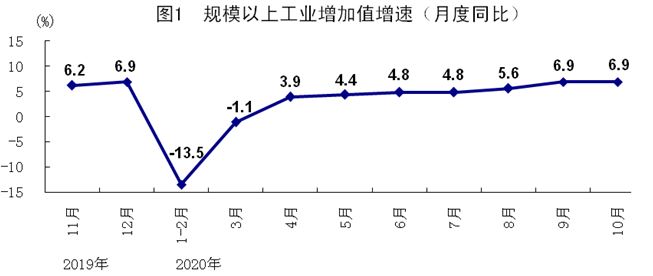 图1 规模以上工业增加值增速（月度同比）
(%)
15
10
5
0
-5
-10
-15
6.2
6.9
-13.5
-1.1
3.9
4.4
4.8
4.8
5.6
6.9
6.9
11月
12月
1-2月
3月
4月
5月
6月
7月
8月
9月
10月
2019年 2020年